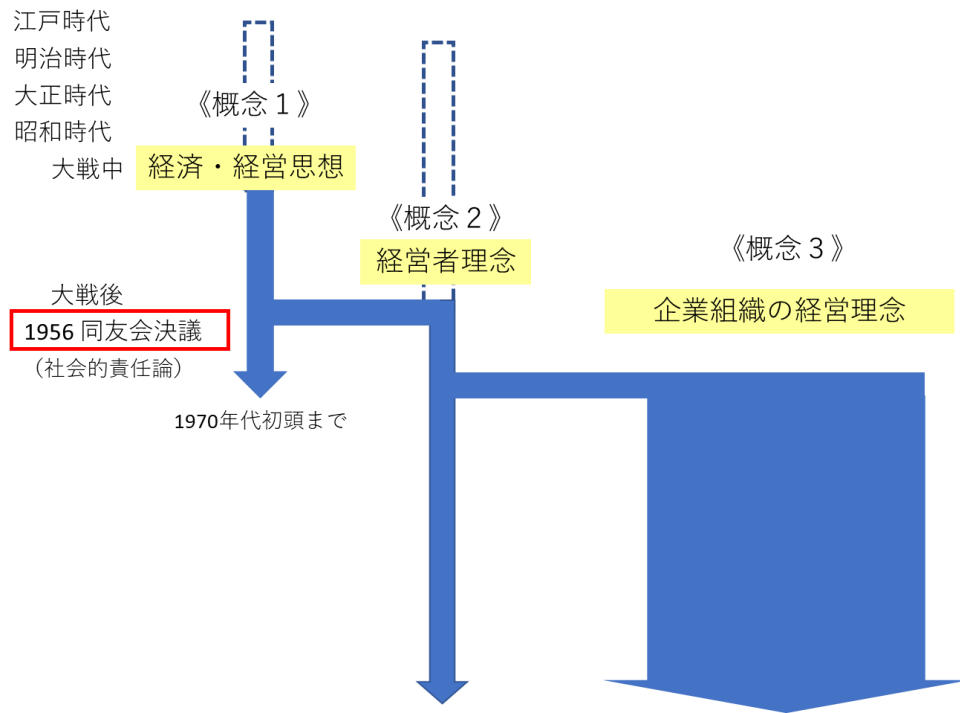 江戸時代
明治時代
大正時代
昭和時代
大戦中
《概念1》
経済・経営思想
《概念2》
経営者理念
《概念3》
企業組織の経営理念
大戦後
1956 同友会決議
（社会的責任論）
1970年代初頭まで